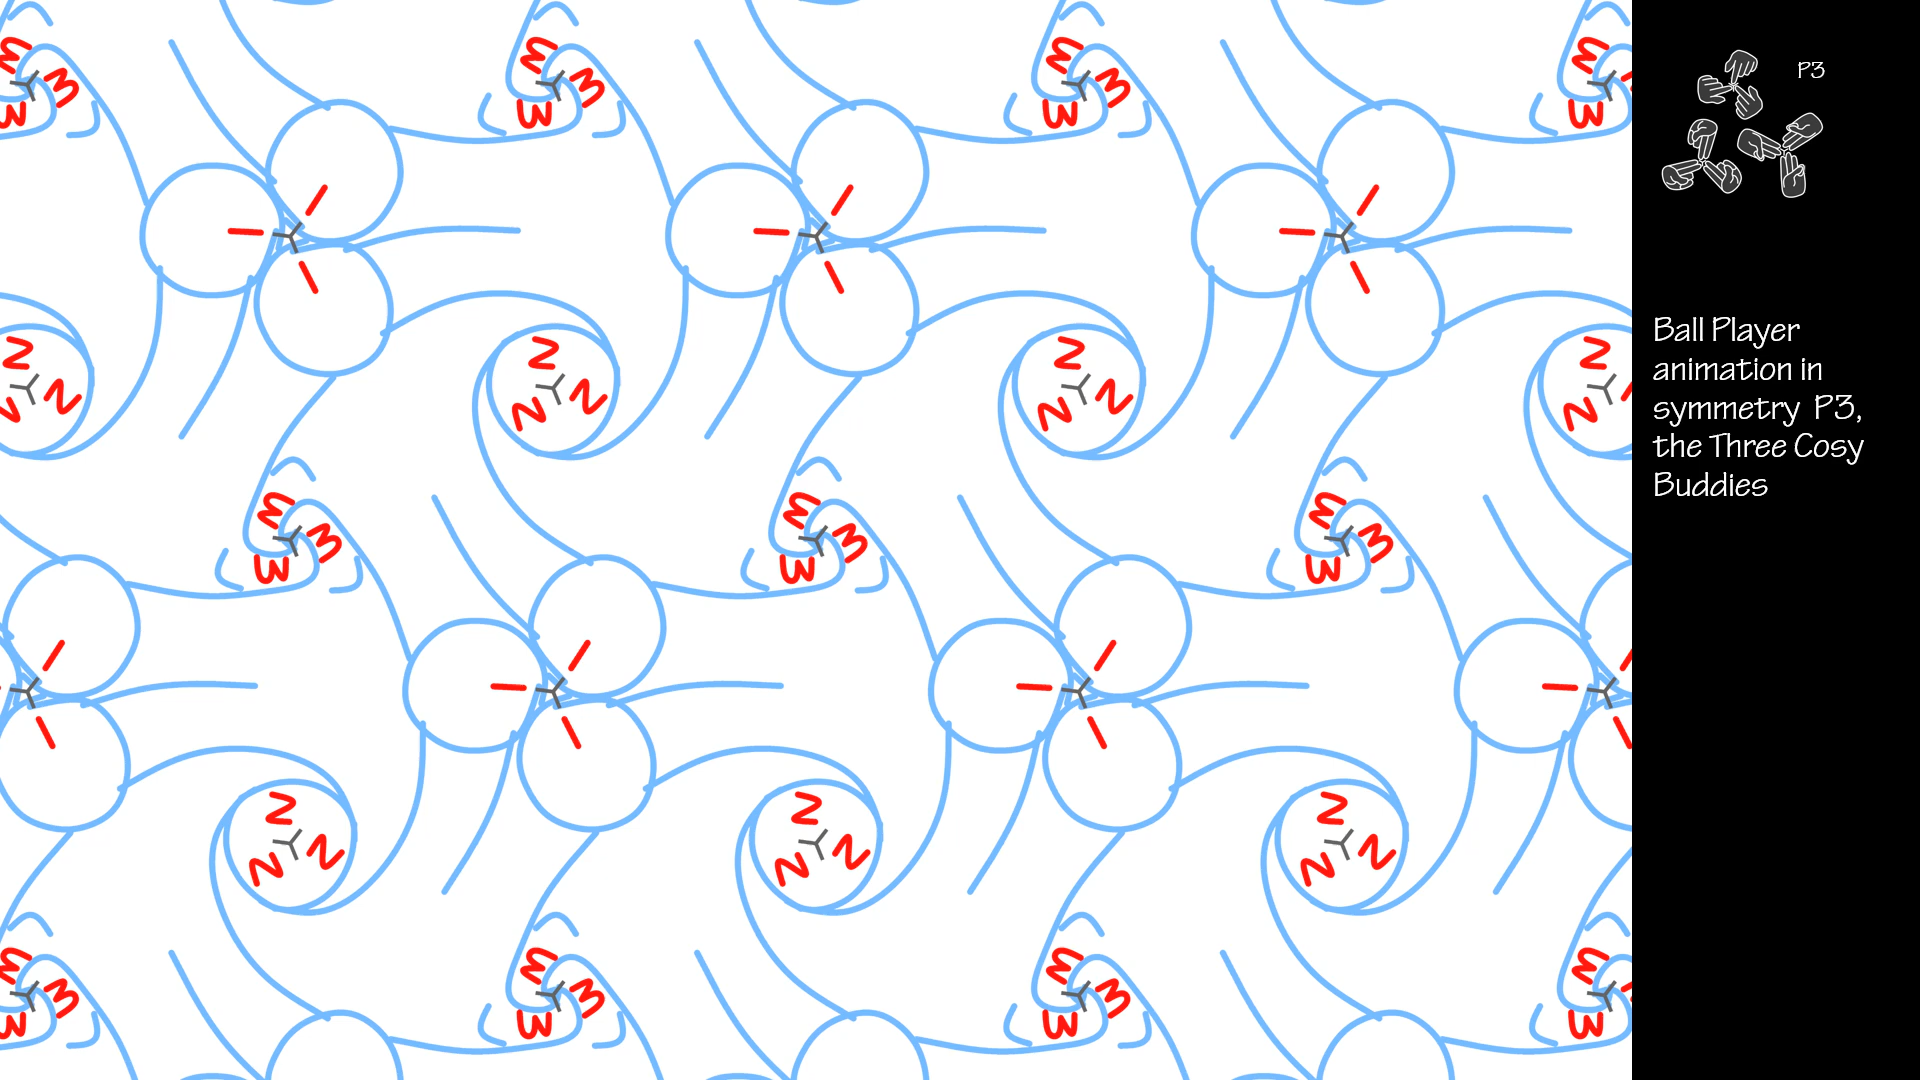 P3
Ball Player
animation in
symmetry P3,
the Three Cosy
Buddies